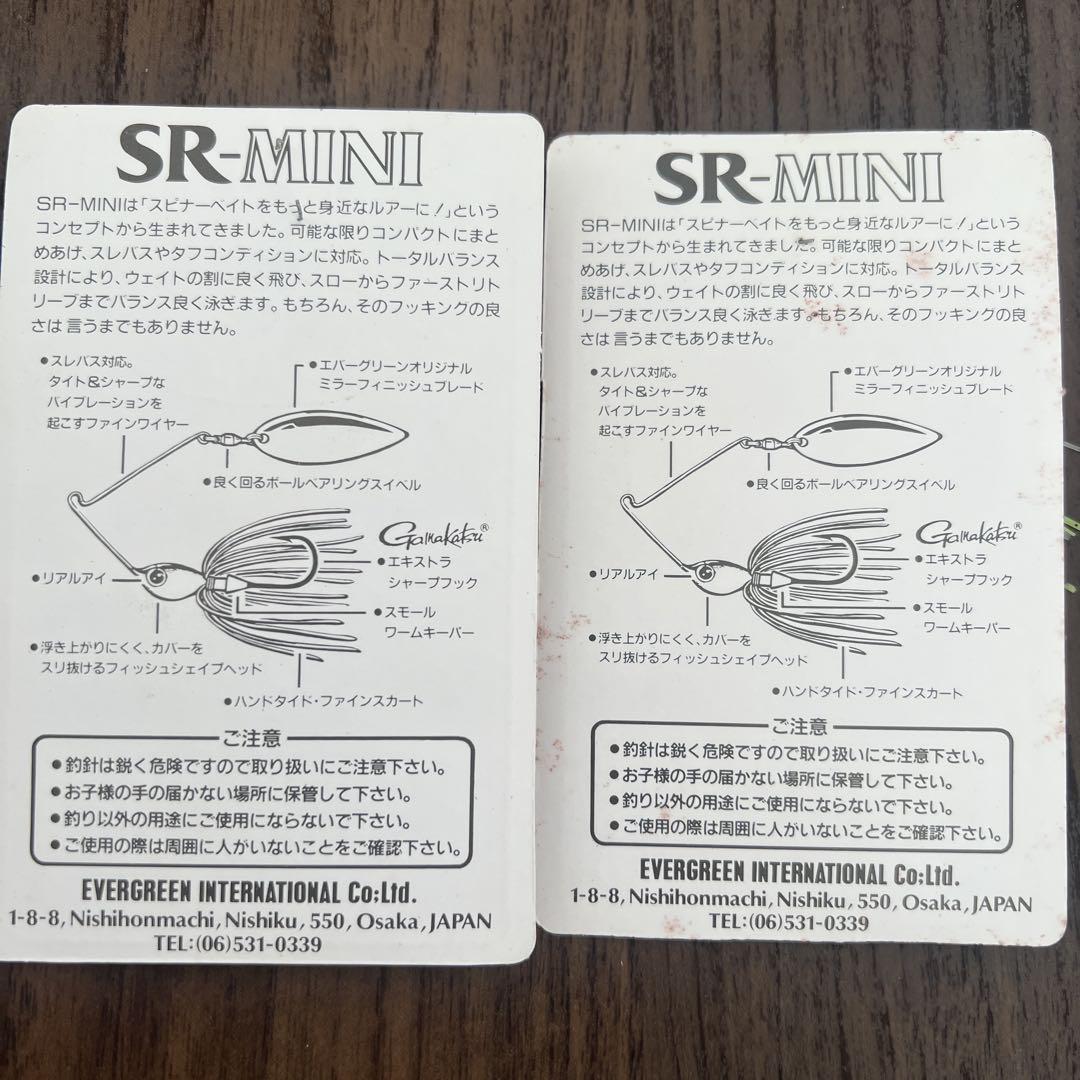 SR-MINI
SR-MINIは「スピナーベイトをもっと身近なルアーに!」という
コンセプトから生まれてきました。可能な限りコンパクトにまと
めあげ、スレバスやタフコンディションに対応。トータルバランス
設計により、ウェイトの割に良く飛び、スローからファーストリト
リーブまでバランス良く泳ぎます。もちろん、そのフッキングの良
さは言うまでもありません。
●スレバス対応。
タイト&シャープな
バイブレーションを
起こすファインワイヤー
●エバーグリーンオリジナル
ミラーフィニッシュブレード
●良く回るボールベアリングスイベル
Gamakatsu®
●エキストラ
シャープフック
●リアルアイ
●スモール
ワームキーパー
●浮き上がりにくく、カバーを
スリ抜けるフィッシュシェイプヘッド
●ハンドタイド・ファインスカート
ご注意
●釣針は鋭く危険ですので取り扱いにご注意下さい。
●お子様の手の届かない場所に保管して下さい。
●釣り以外の用途にご使用にならないで下さい。
●ご使用の際は周囲に人がいないことをご確認下さい。
EVERGREEN INTERNATIONAL Co;Ltd.
1-8-8, Nishihonmachi, Nishiku, 550, Osaka, JAPAN
TEL:(06)531-0339
SR-MINI
SR-MINIは「スピナーベイトをもっと身近なルアーに!」という
コンセプトから生まれてきました。可能な限りコンパクトにまと
めあげ、スレバスやタフコンディションに対応。トータルバランス
設計により、ウェイトの割に良く飛び、スローからファーストリト
リーブまでバランス良く泳ぎます。もちろん、そのフッキングの良
さは言うまでもありません。
●スレバス対応。
タイト&シャープな
バイブレーションを
起こすファインワイヤー
●エバーグリーンオリジナル
ミラーフィニッシュブレード
●良く回るボールベアリングスイベル
Gamakatsu®
●エキストラ
シャープフック
●リアルアイ
●スモール
ワームキーパー
●浮き上がりにくく、カバーを
スリ抜けるフィッシュシェイプヘッド
●ハンドタイド・ファインスカート
ご注意
●釣針は鋭く危険ですので取り扱いにご注意下さい。
●お子様の手の届かない場所に保管して下さい。
●釣り以外の用途にご使用にならないで下さい。
●ご使用の際は周囲に人がいないことをご確認下さい。
EVERGREEN INTERNATIONAL Co;Ltd.
1-8-8, Nishihonmachi, Nishiku, 550, Osaka, JAPAN
TEL:(06)531-0339